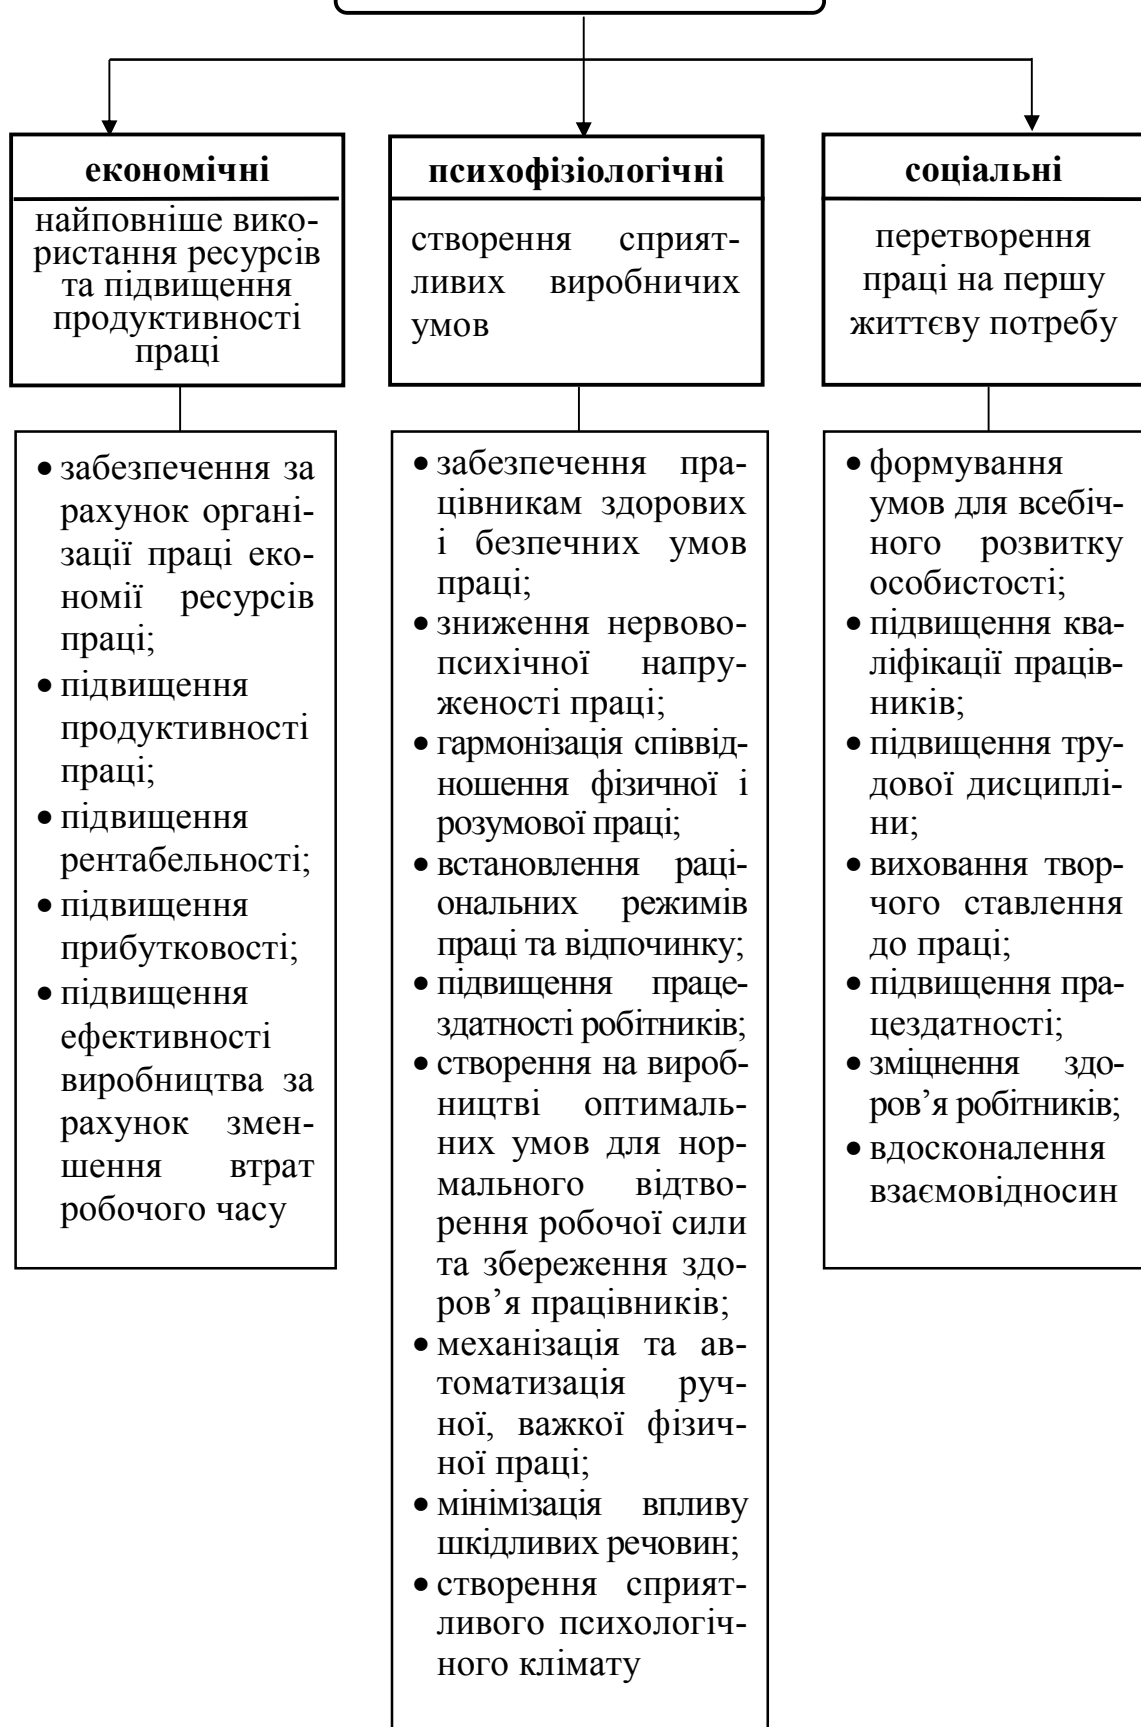 економічні
найповніше вико-
ристання ресурсів
та підвищення
продуктивності
праці
забезпечення за
рахунок органі-
зації праці еко-
номії ресурсів
праці;
підвищення
продуктивності
праці;
підвищення
рентабельності;
підвищення
прибутковості;
підвищення
ефективності
виробництва за
рахунок змен-
шення втрат
робочого часу
психофізіологічні
створення сприят-
ливих виробничих
умов
забезпечення пра-
цівникам здорових
і безпечних умов
праці;
зниження нервово-
психічної напру-
женості праці;
гармонізація співвід-
ношення фізичної і
розумової праці;
встановлення раці-
ональних режимів
праці та відпочинку;
підвищення праце-
здатності робітників;
створення на вироб-
ництві оптималь-
них умов для нор-
мального відтво-
рення робочої сили
та збереження здо-
ров’я працівників;
механізація та ав-
томатизація руч-
ної, важкої фізич-
ної праці;
мінімізація впливу
шкідливих речовин;
створення сприят-
ливого психологіч-
ного клімату
соціальні
перетворення
праці на першу
життєву потребу
формування
умов для всебіч-
ного розвитку
особистості;
підвищення ква-
ліфікації праців-
ників;
підвищення тру-
дової дисциплі-
ни;
виховання твор-
чого ставлення
до праці;
підвищення пра-
цездатності;
зміцнення здо-
ров’я робітників;
вдосконалення
взаємовідносин